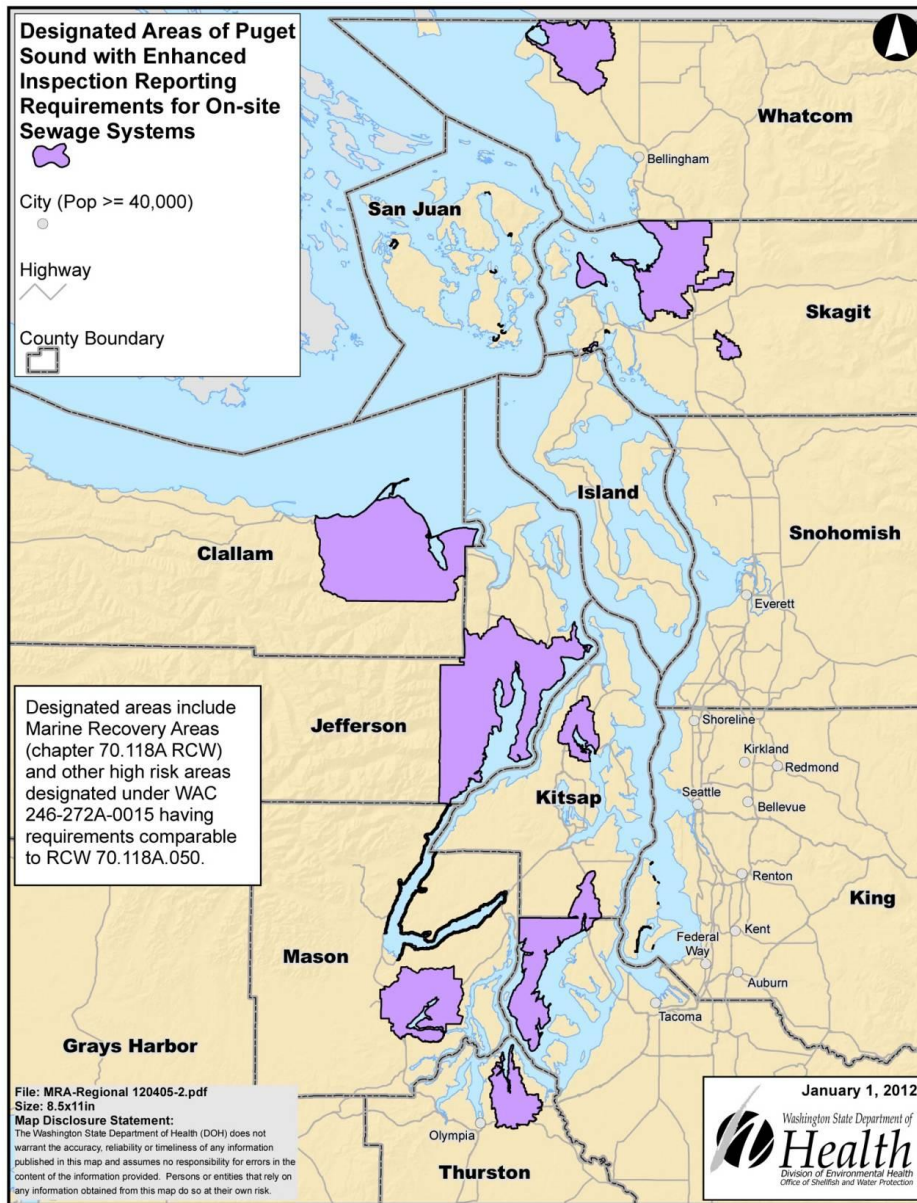 Designated Areas of Puget
Sound with Enhanced
Inspection Reporting
Requirements for On-site
Sewage Systems
City (Pop >= 40,000)
Highway
County Boundary
Whatcom
Bellingham
San Juan
Skagit
Island
Clallam
Snohomish
Everett
Designated areas include
Marine Recovery Areas
(chapter 70.118A RCW)
and other high risk areas
designated under WAC
246-272A-0015 having
requirements comparable
to RCW 70.118A.050.
Jefferson
Shoreline
Kirkland
Redmond
Kitsap
Seattle
Bellevue
Renton
King
Mason
Federal
Way
Kent
Auburn
Tacoma
Grays Harbor
Olympia
Thurston
File: MRA-Regional 120405-2.pdf
Size: 8.5x11in
Map Disclosure Statement:
The Washington State Department of Health (DOH) does not
warrant the accuracy, reliability or timeliness of any information
published in this map and assumes no responsibility for errors in the
content of the information provided. Persons or entities that rely on
any information obtained from this map do so at their own risk.
January 1, 2012
Washington State Department of
Health
Division of Environmental Health
Office of Shellfish and Water Protection